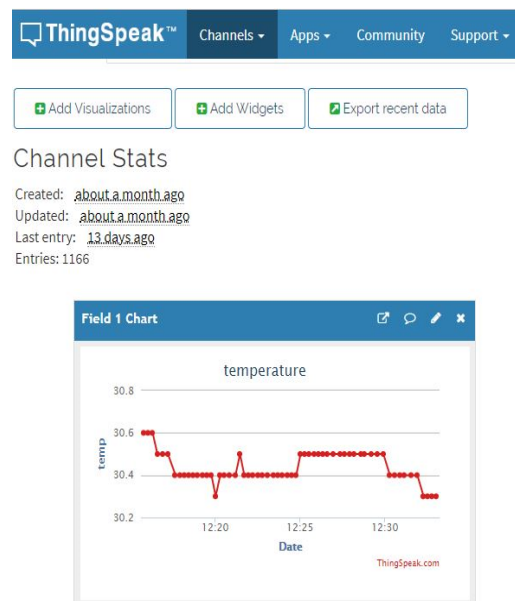 ThingSpeak™ Channels Apps Community Support
Add Visualizations Add Widgets Export recent data
Channel Stats
Created: about a month ago
Updated: about a month ago
Last entry: 13 days ago
Entries: 1166
Field 1 Chart
temperature
30.8
30.6
30.4
30.2
temp
12:20 12:25 12:30
Date
ThingSpeak.com